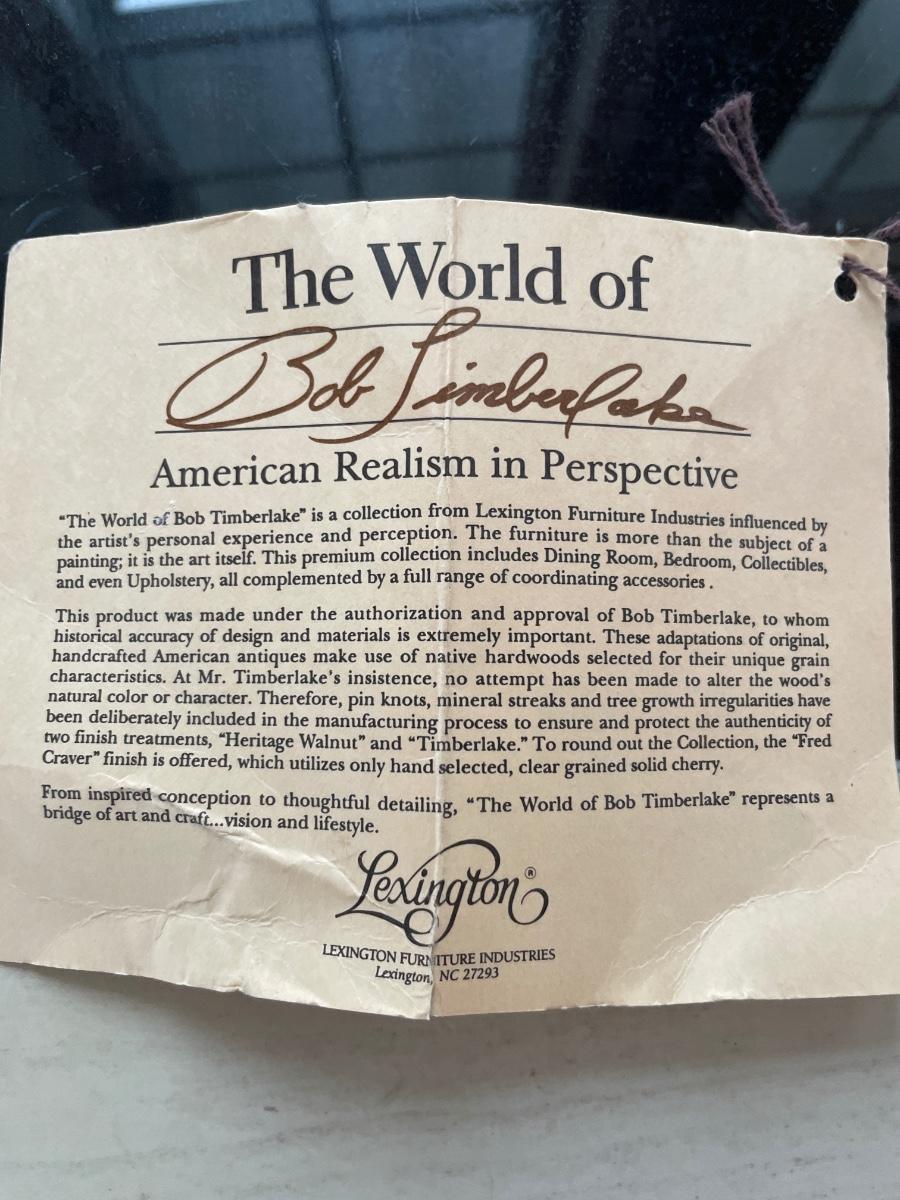 The World of
Bob Timberlake
American Realism in Perspective
“The World of Bob Timberlake” is a collection from Lexington Furniture Industries influenced by
the artist's personal experience and perception. The furniture is more than the subject of a
painting; it is the art itself. This premium collection includes Dining Room, Bedroom, Collectibles,
and even Upholstery, all complemented by a full range of coordinating accessories .
This product was made under the authorization and approval of Bob Timberlake, to whom
historical accuracy of design and materials is extremely important. These adaptations of original,
handcrafted American antiques make use of native hardwoods selected for their unique grain
characteristics. At Mr. Timberlake's insistence, no attempt has been made to alter the wood's
natural color or character. Therefore, pin knots, mineral streaks and tree growth irregularities have
been deliberately included in the manufacturing process to ensure and protect the authenticity of
two finish treatments, “Heritage Walnut” and “Timberlake.” To round out the Collection, the “Fred
Craver” finish is offered, which utilizes only hand selected, clear grained solid cherry.
From inspired conception to thoughtful detailing, “The World of Bob Timberlake” represents a
bridge of art and craft...vision and lifestyle.
Lexington®
LEXINGTON FURNITURE INDUSTRIES
Lexington, NC 27293